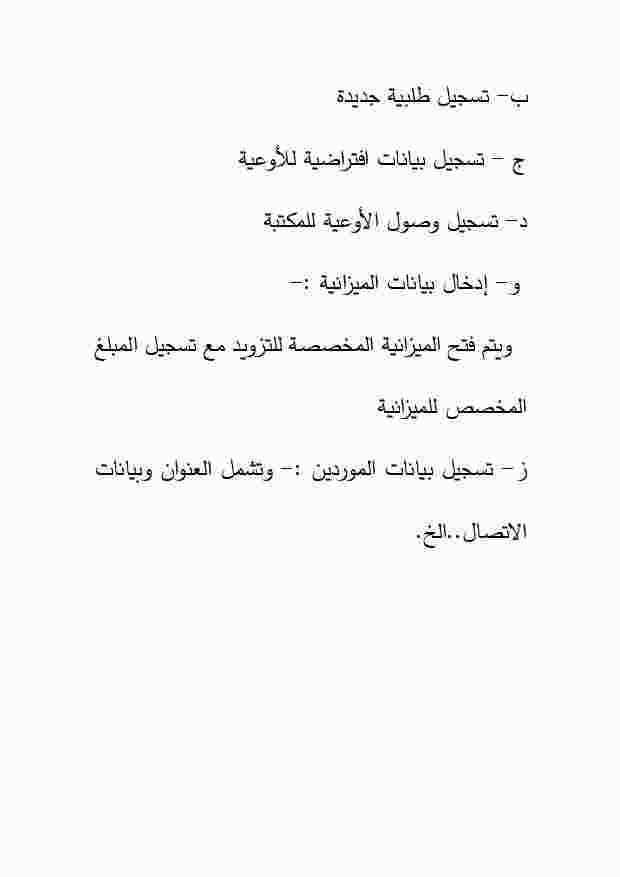 ب- تسجيل طلبية جديدة
ج - تسجيل بيانات افتراضية للأوعية
د- تسجيل وصول الأوعية للمكتبة
و- إدخال بيانات الميزانية :-
ويتم فتح الميزانية المخصصة للتزويد مع تسجيل المبلغ
المخصص للميزانية
ز- تسجيل بيانات الموردين :- وتشمل العنوان وبيانات
الاتصال..الخ.